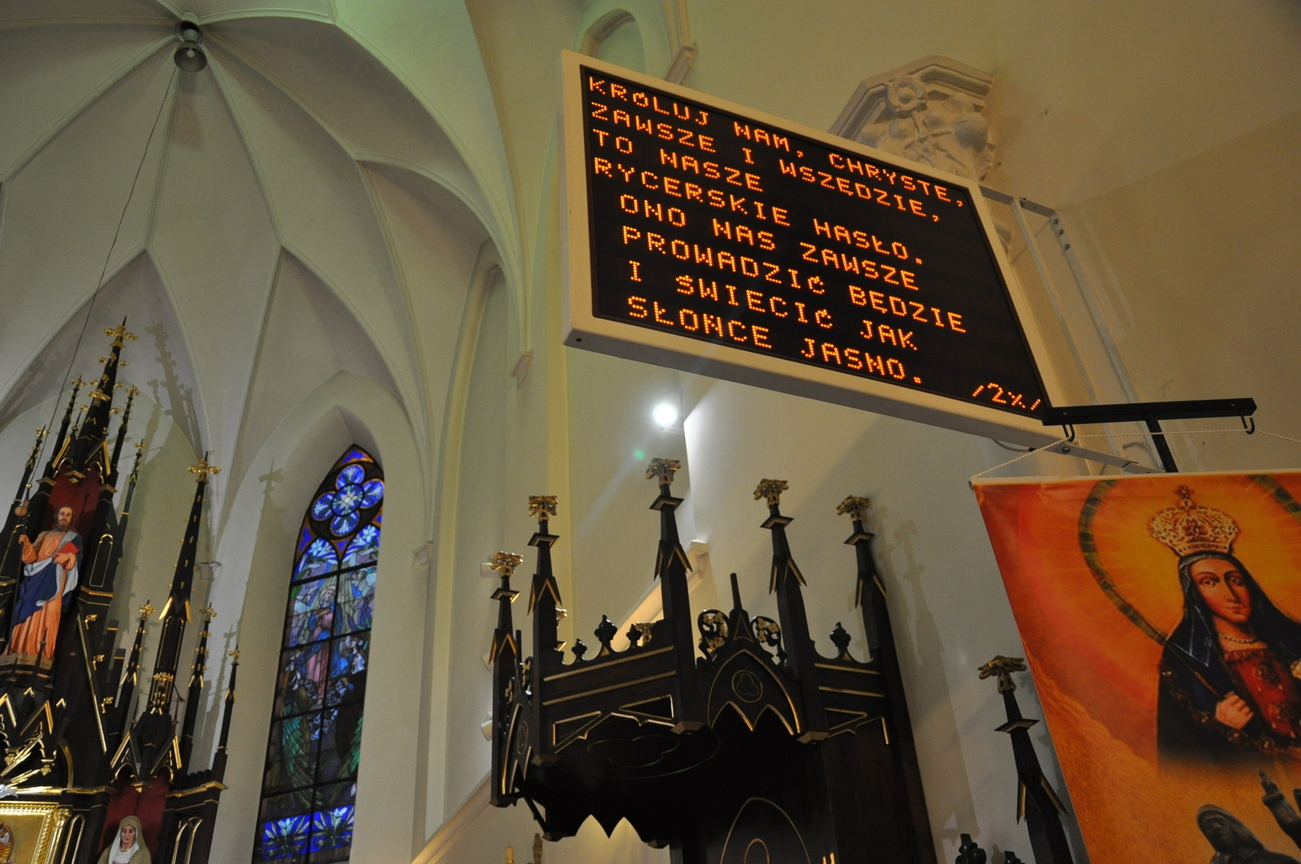 KRÓLUJ NAM, CHRYSTE,
ZAWSZE I WSZĘDZIE,
TO NASZE
RYCERSKIE HASŁO.
ONO NAS ZAWSZE
PROWADZIĆ BĘDZIE
I ŚWIECIĆ JAK
SŁOŃCE JASNO.
/2x/